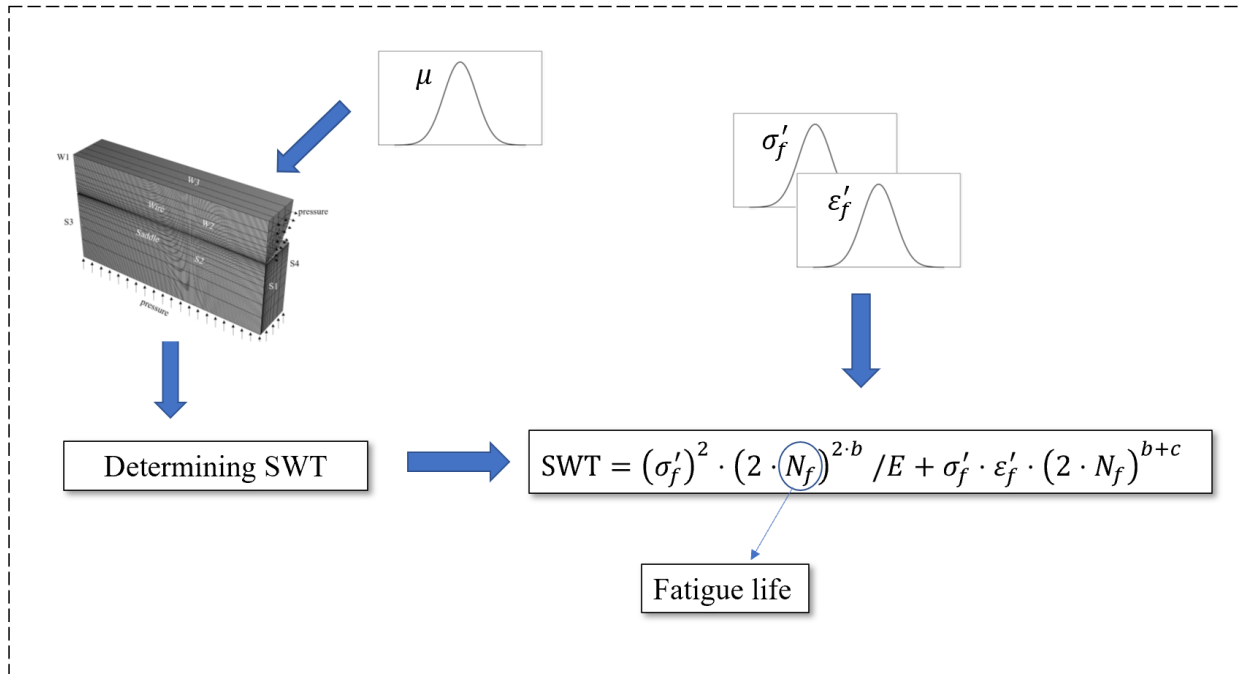 μ
σ′f
ε′f
W1
W3
Wire
W2
pressure
S3
Saddle
S2
S4
S1
pressure
Determining SWT
SWT = (σ′f)² · (2 · Nf)^{2·b} /E + σ′f · ε′f · (2 · Nf)^{b+c}
Fatigue life